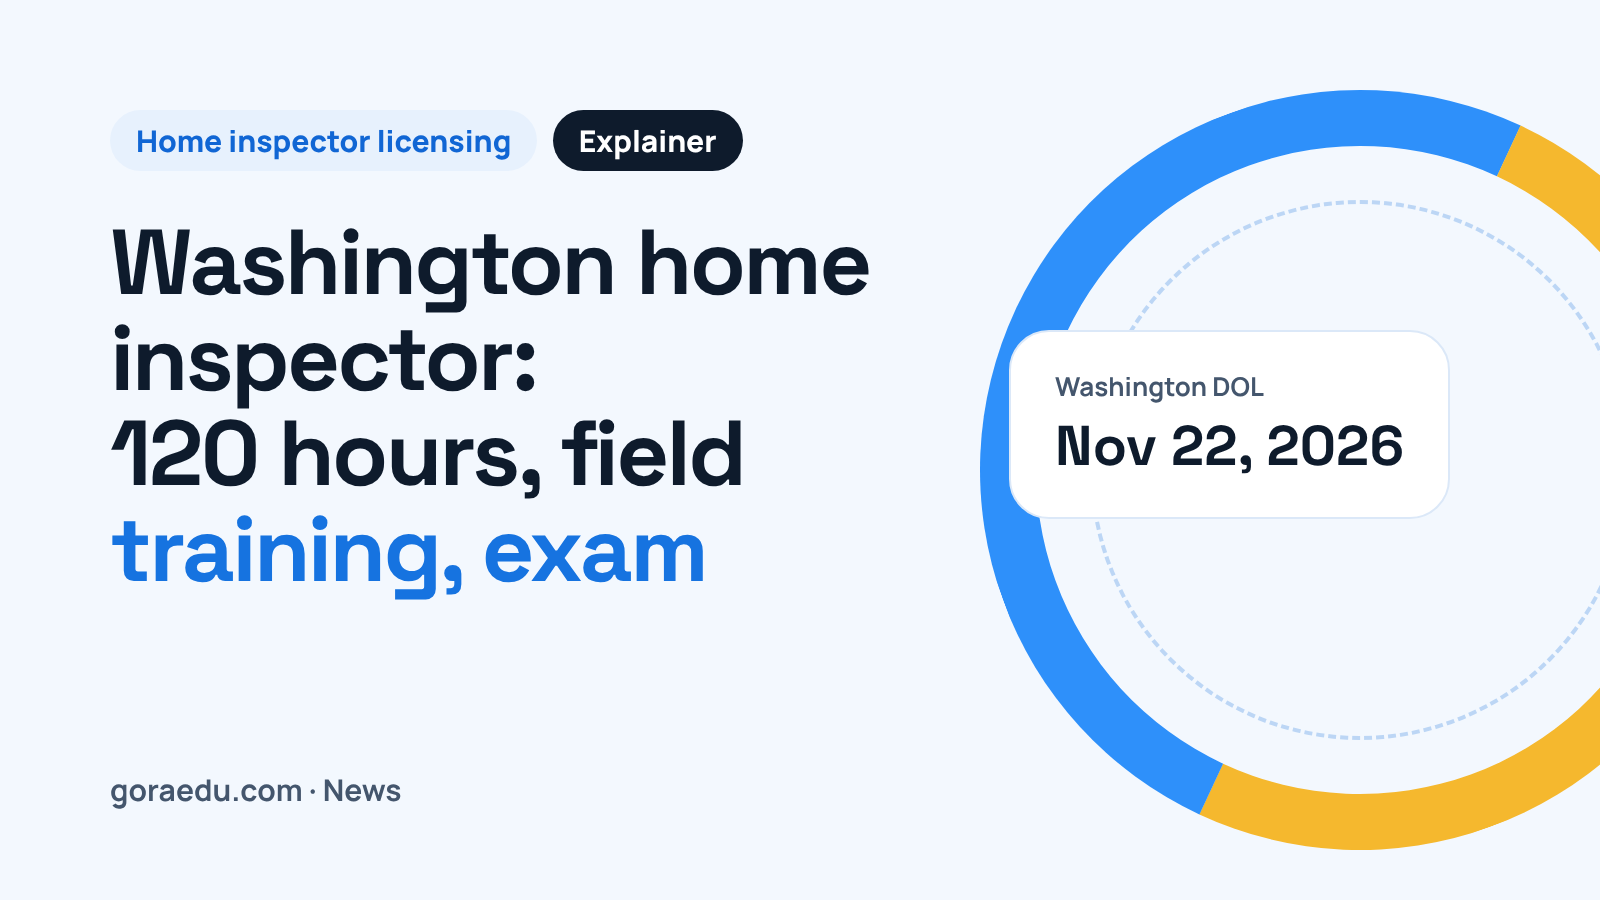 Home inspector licensing
Explainer
Washington home
inspector:
120 hours, field
training, exam
Washington DOL
Nov 22, 2026
goraedu.com · News